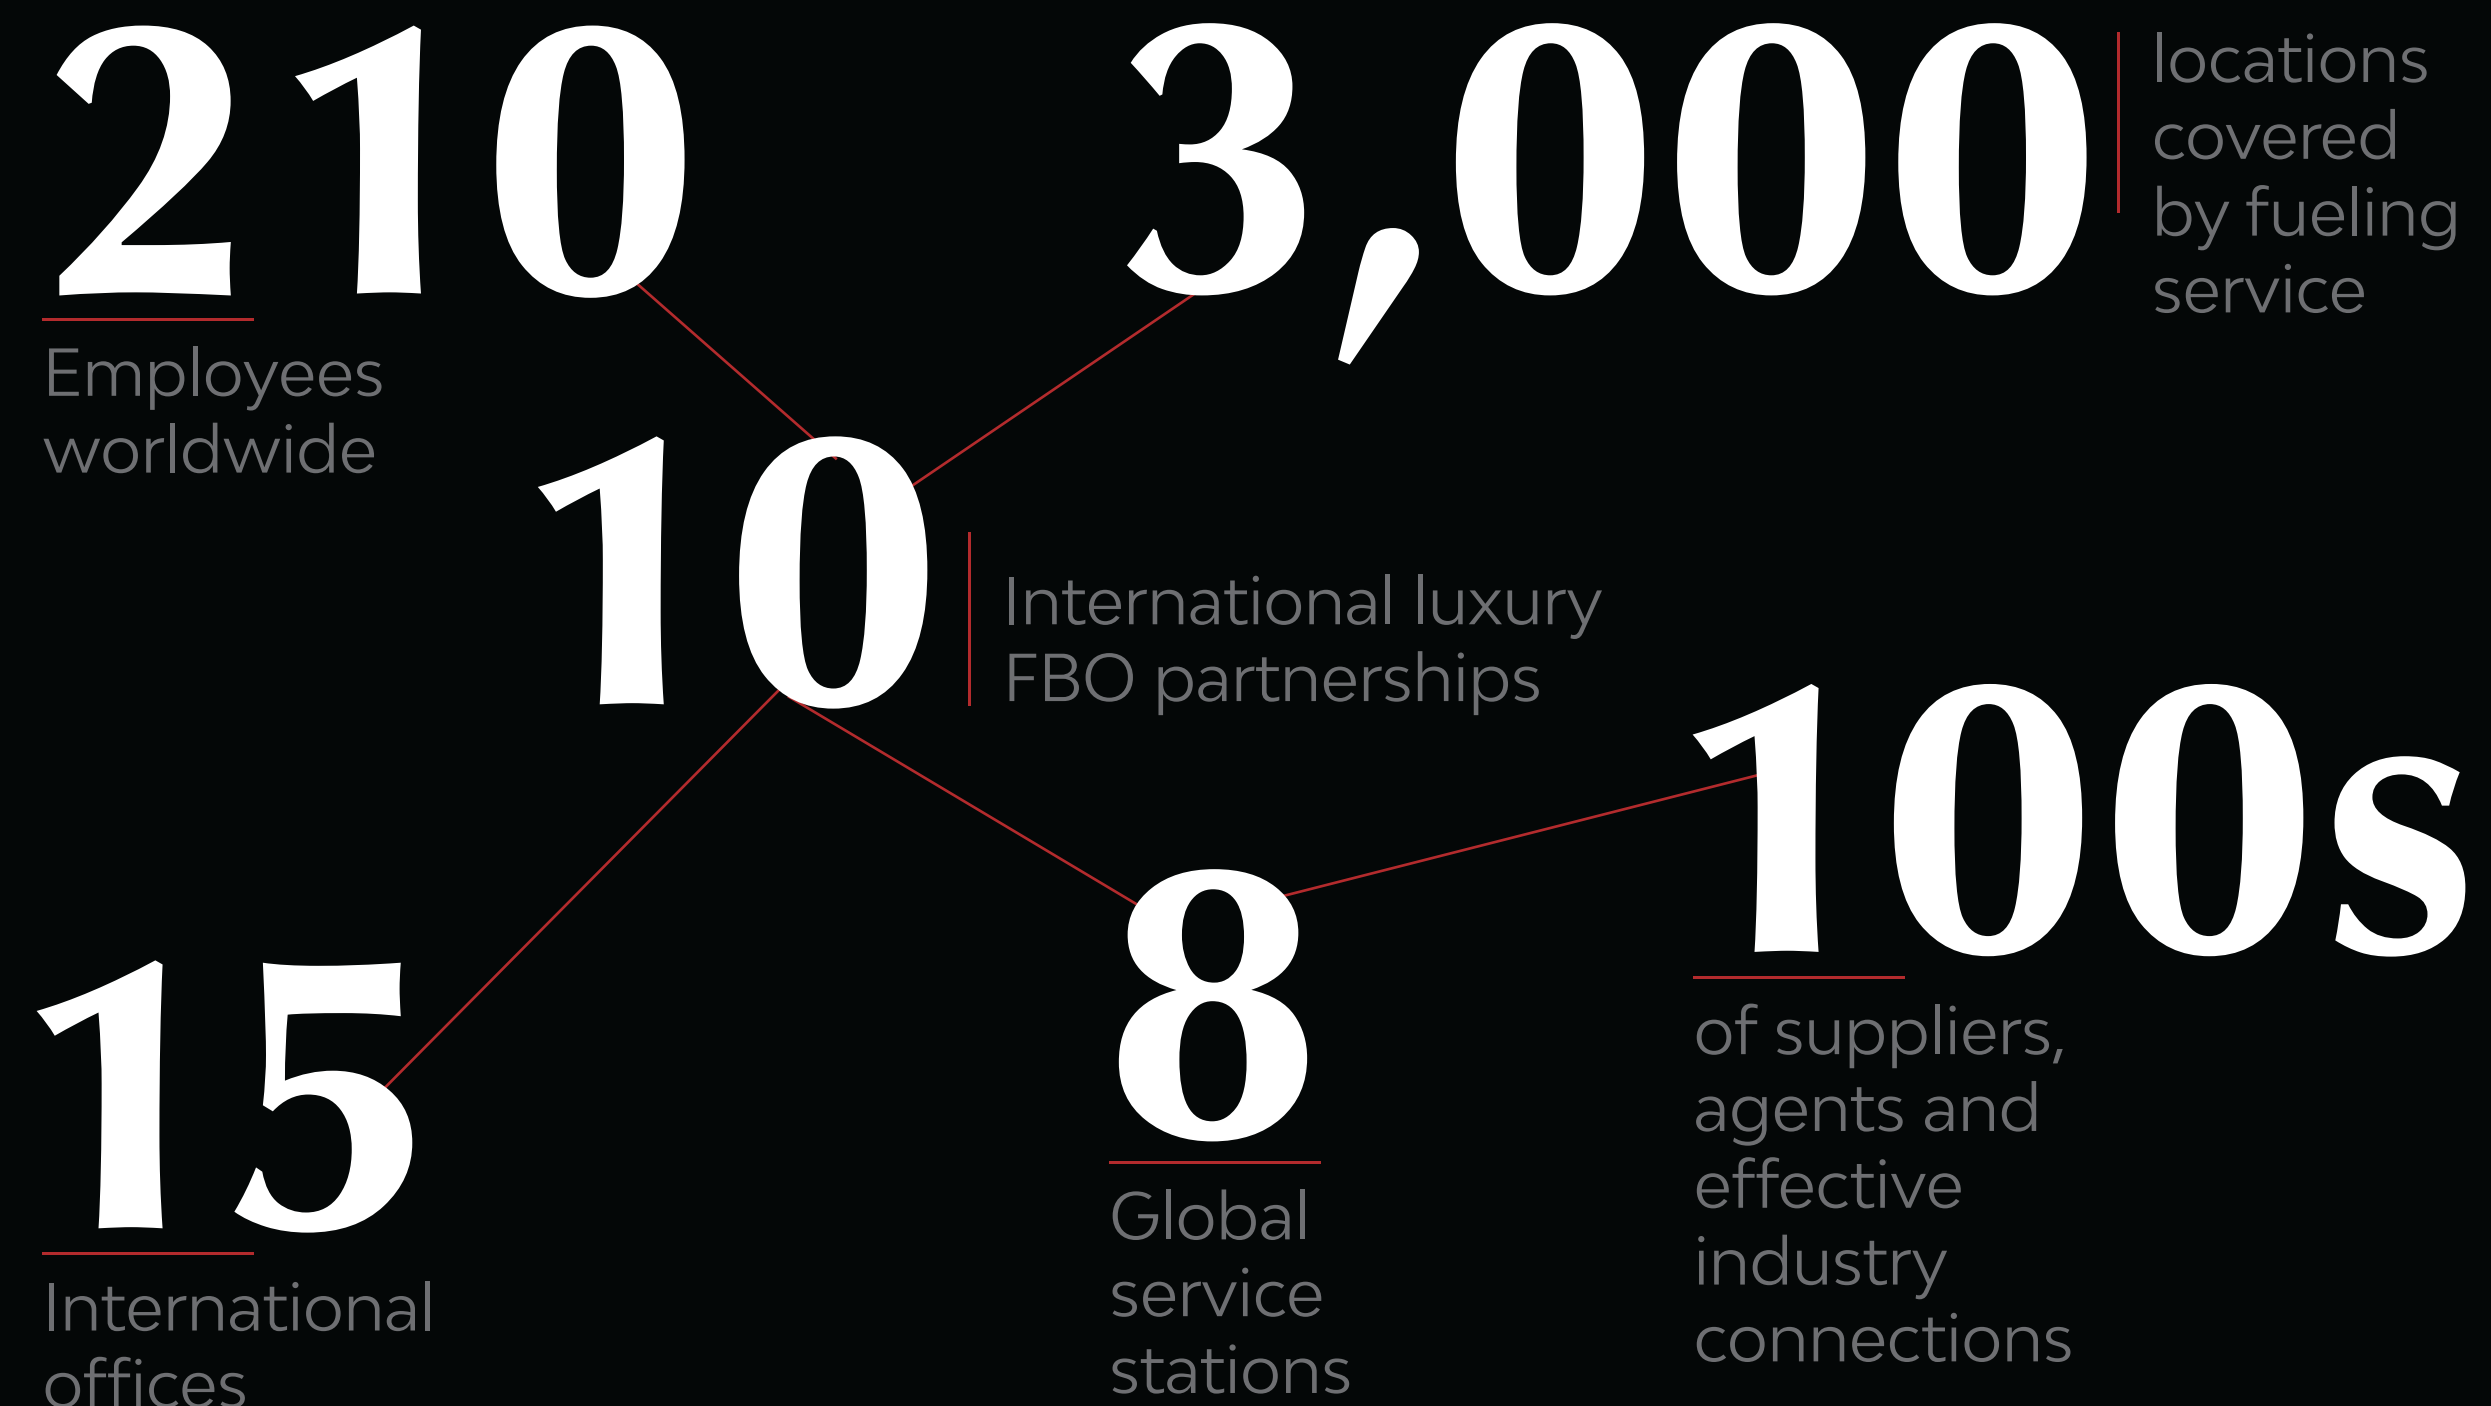 210
Employees
worldwide
3,000
locations
covered
by fueling
service
10
International luxury
FBO partnerships
100s
of suppliers,
agents and
effective
industry
connections
15
International
offices
8
Global
service
stations